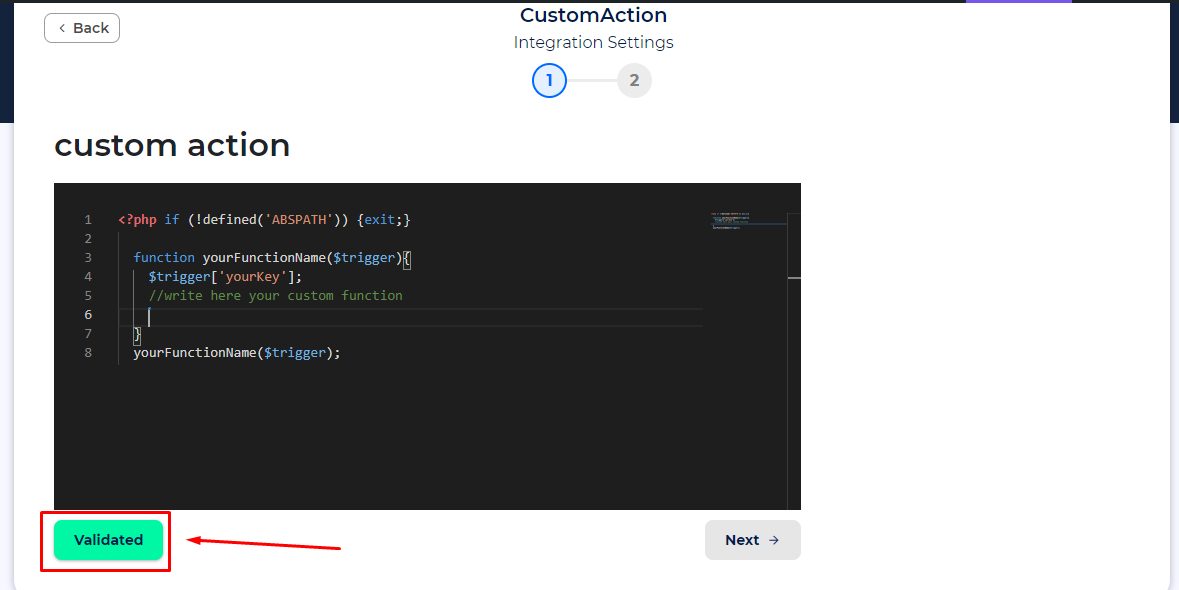 Back
CustomAction
Integration Settings
1 2
custom action
1 <?php if (!defined('ABSPATH')) {exit;}
2
3 function yourFunctionName($trigger){
4 $trigger['yourKey'];
5 //write here your custom function
6
7 }
8 yourFunctionName($trigger);
Validated
Next →